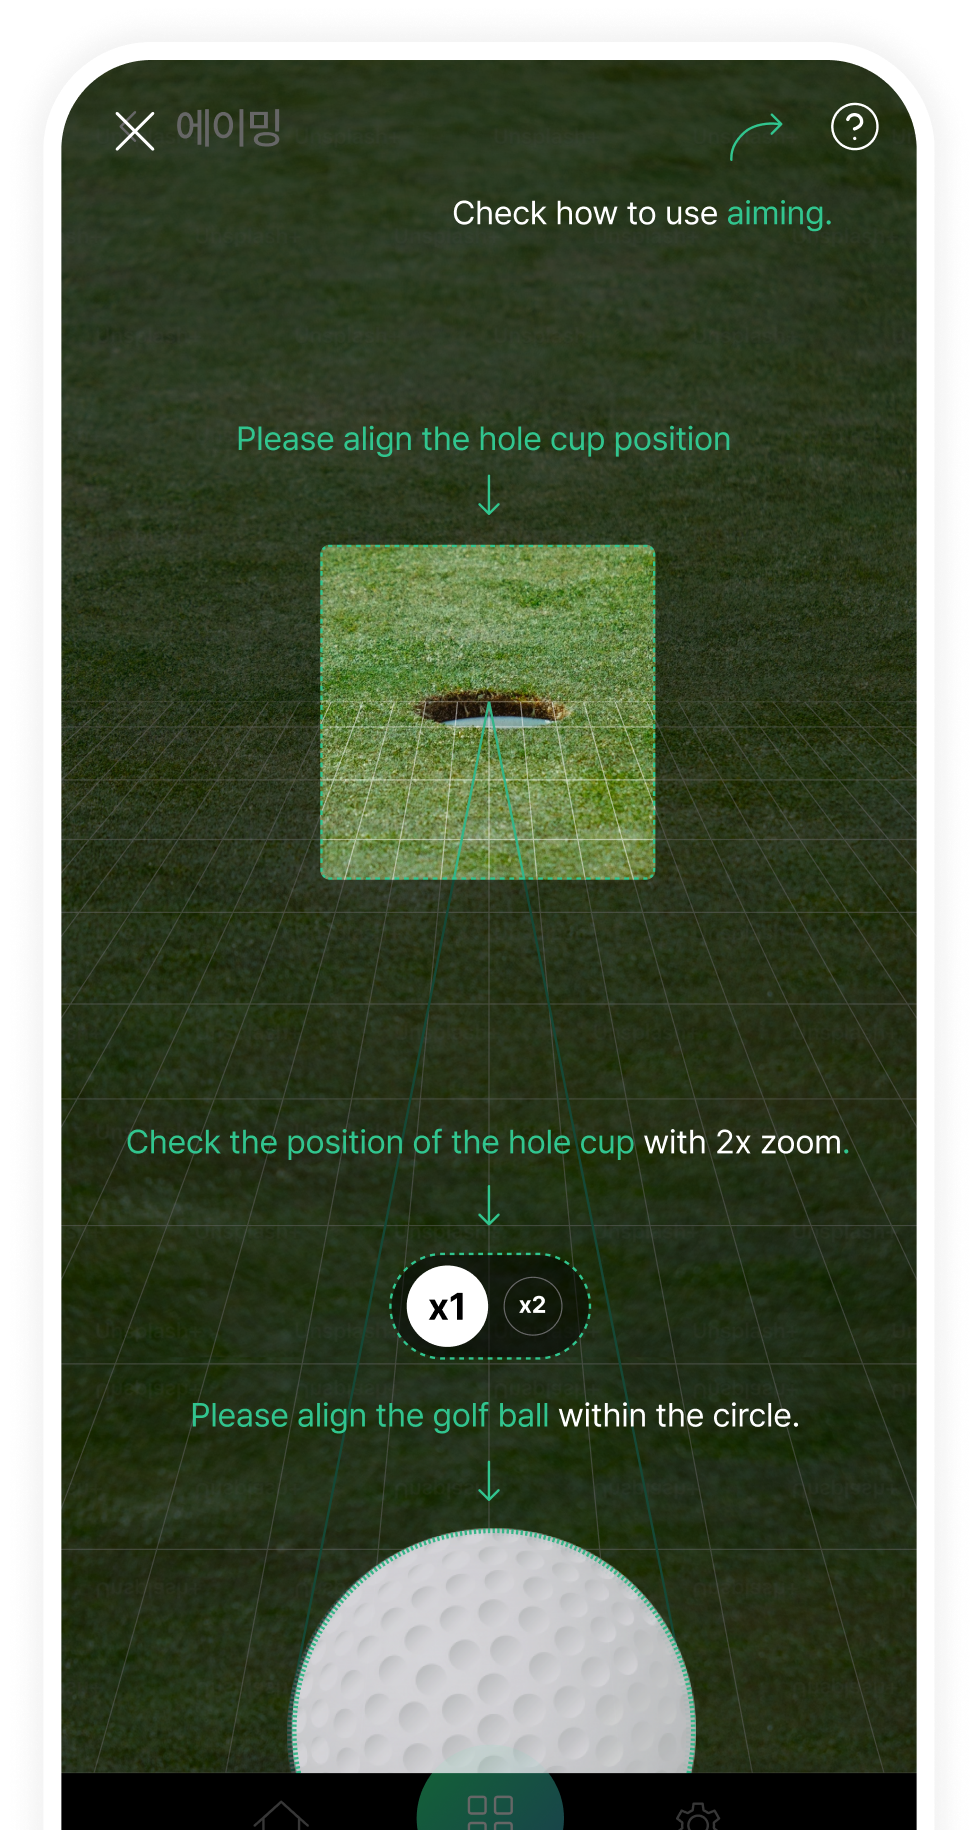 에이밍
Check how to use aiming.
Please align the hole cup position
Check the position of the hole cup with 2x zoom.
x1 x2
Please align the golf ball within the circle.